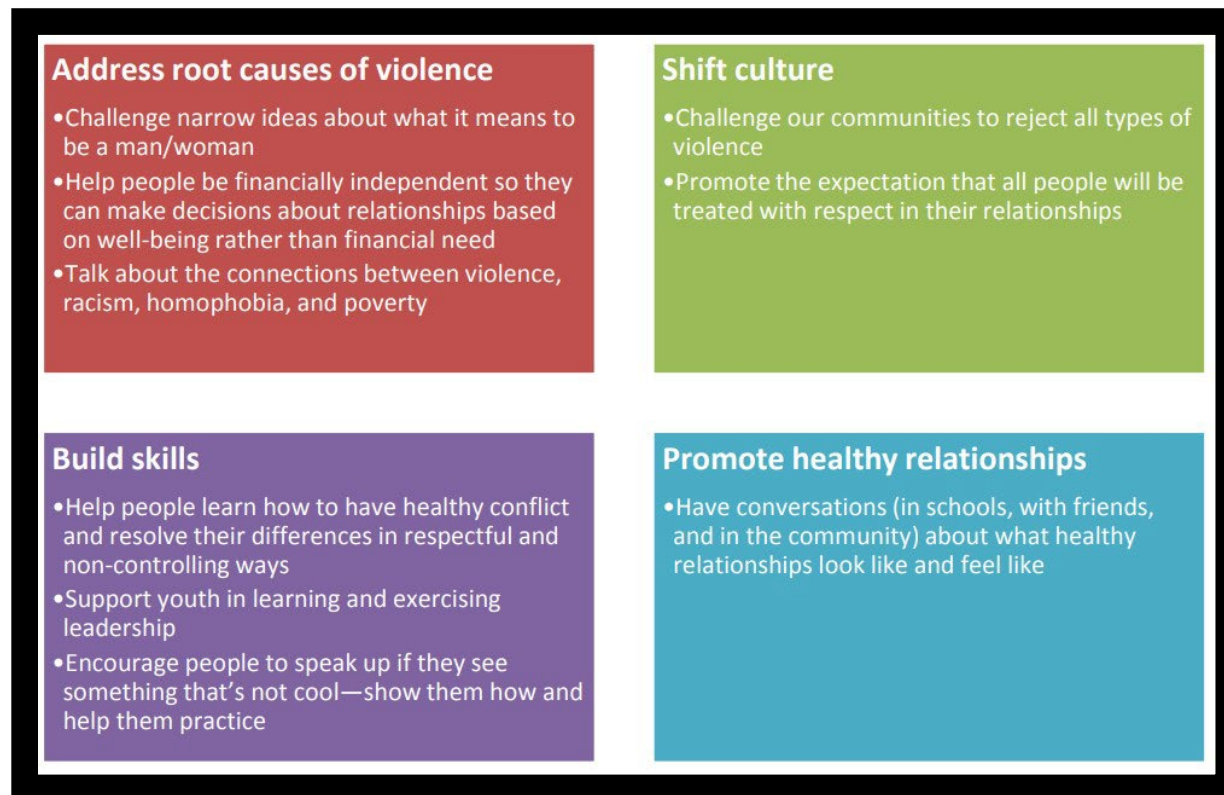 Address root causes of violence
•Challenge narrow ideas about what it means to
be a man/woman
•Help people be financially independent so they
can make decisions about relationships based
on well-being rather than financial need
•Talk about the connections between violence,
racism, homophobia, and poverty
Shift culture
•Challenge our communities to reject all types of
violence
•Promote the expectation that all people will be
treated with respect in their relationships
Build skills
•Help people learn how to have healthy conflict
and resolve their differences in respectful and
non-controlling ways
•Support youth in learning and exercising
leadership
•Encourage people to speak up if they see
something that’s not cool—show them how and
help them practice
Promote healthy relationships
•Have conversations (in schools, with friends,
and in the community) about what healthy
relationships look like and feel like